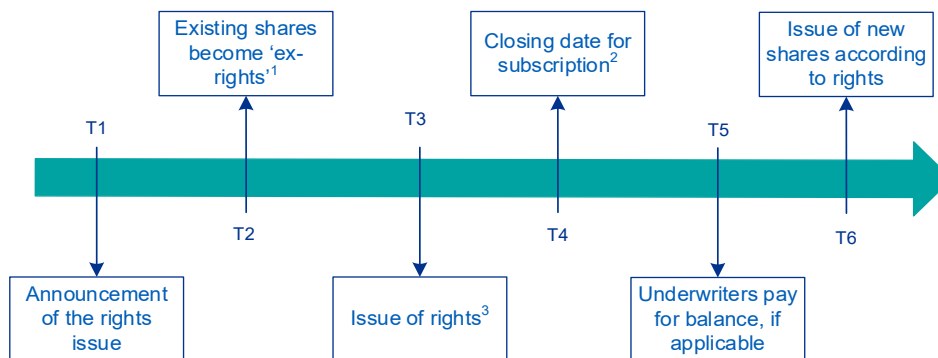 Existing shares
become ‘ex-
rights’¹
Closing date for
subscription²
Issue of new
shares according
to rights
T1
T3
T5
T2
T4
T6
Announcement
of the rights
issue
Issue of rights³
Underwriters pay
for balance, if
applicable